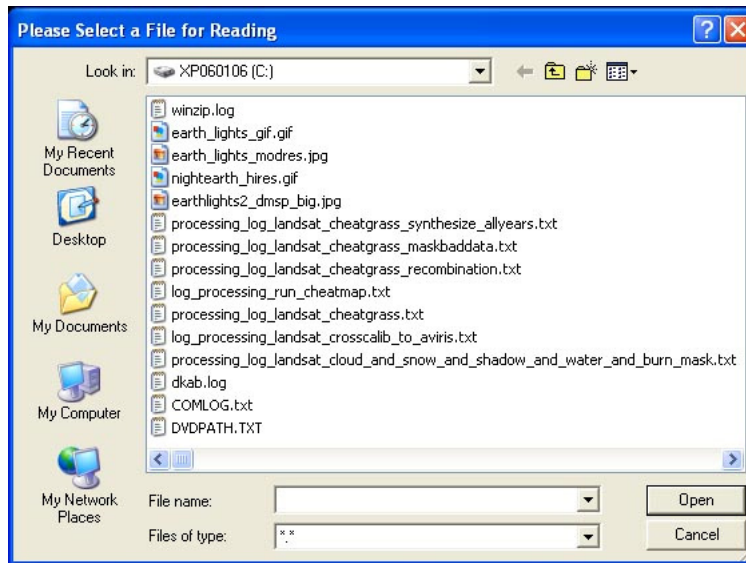 Please Select a File for Reading
Look in: XP060106 (C:)
My Recent
Documents
Desktop
My Documents
My Computer
My Network
Places
winzip.log
earth_lights_gif.gif
earth_lights_modres.jpg
nightearth_hires.gif
earthlights2_dmsp_big.jpg
processing_log_landsat_cheatgrass_synthesize_allyears.txt
processing_log_landsat_cheatgrass_maskbaddata.txt
processing_log_landsat_cheatgrass_recombination.txt
log_processing_run_cheatmap.txt
processing_log_landsat_cheatgrass.txt
log_processing_landsat_crosscalib_to_aviris.txt
processing_log_landsat_cloud_and_snow_and_shadow_and_water_and_burn_mask.txt
dkab.log
COMLOG.txt
DVDPATH.TXT
File name:
Open
Files of type: *.*
Cancel